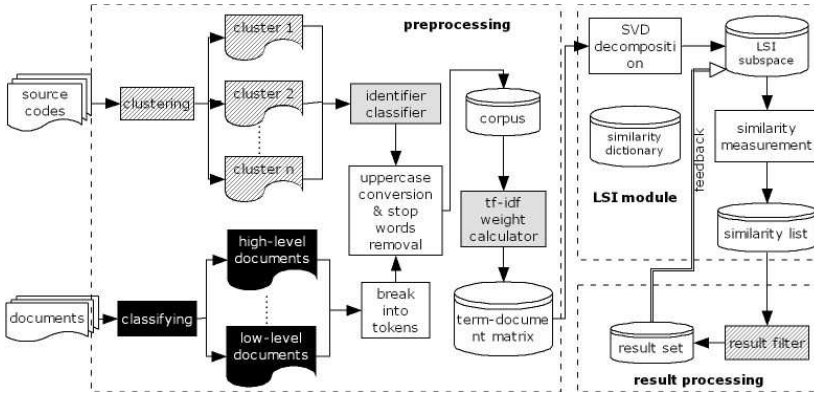 source
codes
clustering
cluster 1
cluster 2
cluster n
preprocessing
identifier
classifier
uppercase
conversion
& stop
words
removal
corpus
tf-idf
weight
calculator
term-docume
nt matrix
documents
classifying
high-level
documents
low-level
documents
break
into
tokens
SVD
decompositi
on
LSI
subspace
similarity
dictionary
similarity
measurement
feedback
LSI module
similarity list
result set
result filter
result processing